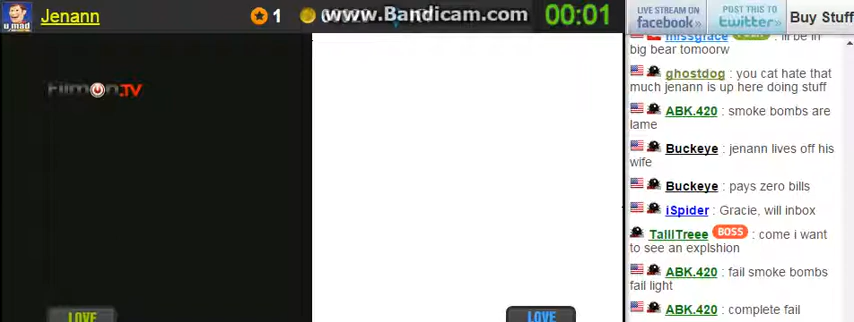 Jenann
1
www.Bandicam.com
00:01
LIVE STREAM ON
facebook
POST THIS TO
twitter
Buy Stuff
U MAD
FilmOn.TV
LOVE
LOVE
missgrace : ill be in
big bear tomoorw
ghostdog : you cat hate that
much jenann is up here doing stuff
ABK.420 : smoke bombs are
lame
Buckeye : jenann lives off his
wife
Buckeye : pays zero bills
iSpider : Gracie, will inbox
TallTreee BOSS : come i want
to see an explshion
ABK.420 : fail smoke bombs
fail light
ABK.420 : complete fail